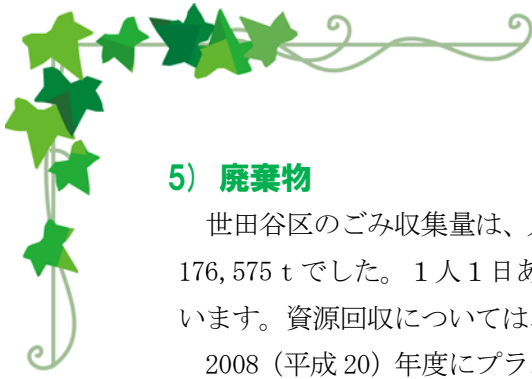 5）廃棄物
世田谷区のごみ収集量は、
176,575ｔでした。１人１日あ
います。資源回収については
2008（平成20）年度にプラ